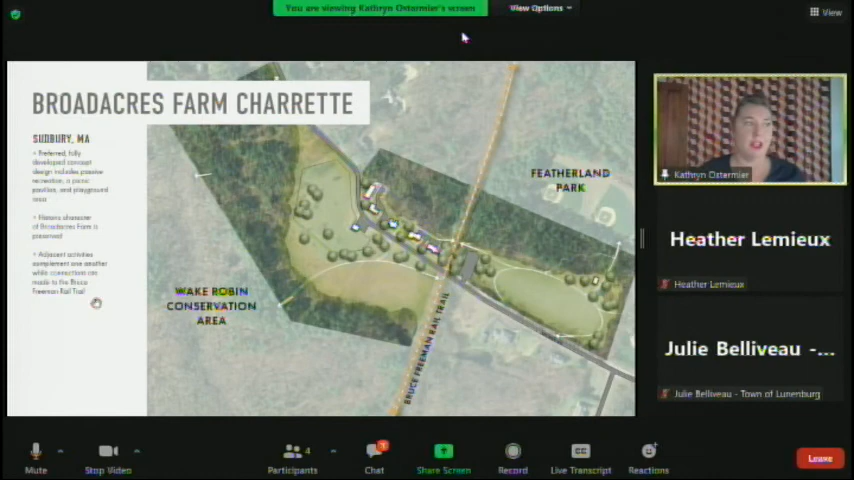 You are viewing Kathryn Ostermier's screen
View Options
View
BROADACRES FARM CHARRETTE
SUDBURY, MA
+ Preferred, fully
developed concept
design includes passive
recreation, a picnic
pavilion, and playground
area
+ Historic character
of Broadacres Farm is
preserved
+ Adjacent activities
complement one another
while connections are
made to the Bruce
Freeman Rail Trail
FEATHERLAND
PARK
WAKE ROBIN
CONSERVATION
AREA
BRUCE FREEMAN RAIL TRAIL
Kathryn Ostermier
Heather Lemieux
Heather Lemieux
Julie Belliveau -...
Julie Belliveau - Town of Lunenburg
Mute
Stop Video
4
Participants
1
Chat
Share Screen
Record
CC
Live Transcript
Reactions
Leave